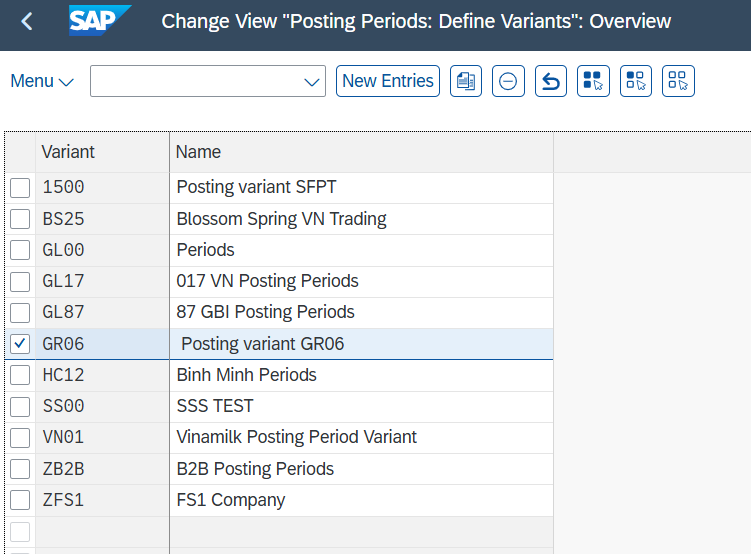 SAP Change View "Posting Periods: Define Variants": Overview
Menu New Entries
Variant Name
1500 Posting variant SFPT
BS25 Blossom Spring VN Trading
GL00 Periods
GL17 017 VN Posting Periods
GL87 87 GBI Posting Periods
GR06 Posting variant GR06
HC12 Binh Minh Periods
SS00 SSS TEST
VN01 Vinamilk Posting Period Variant
ZB2B B2B Posting Periods
ZFS1 FS1 Company